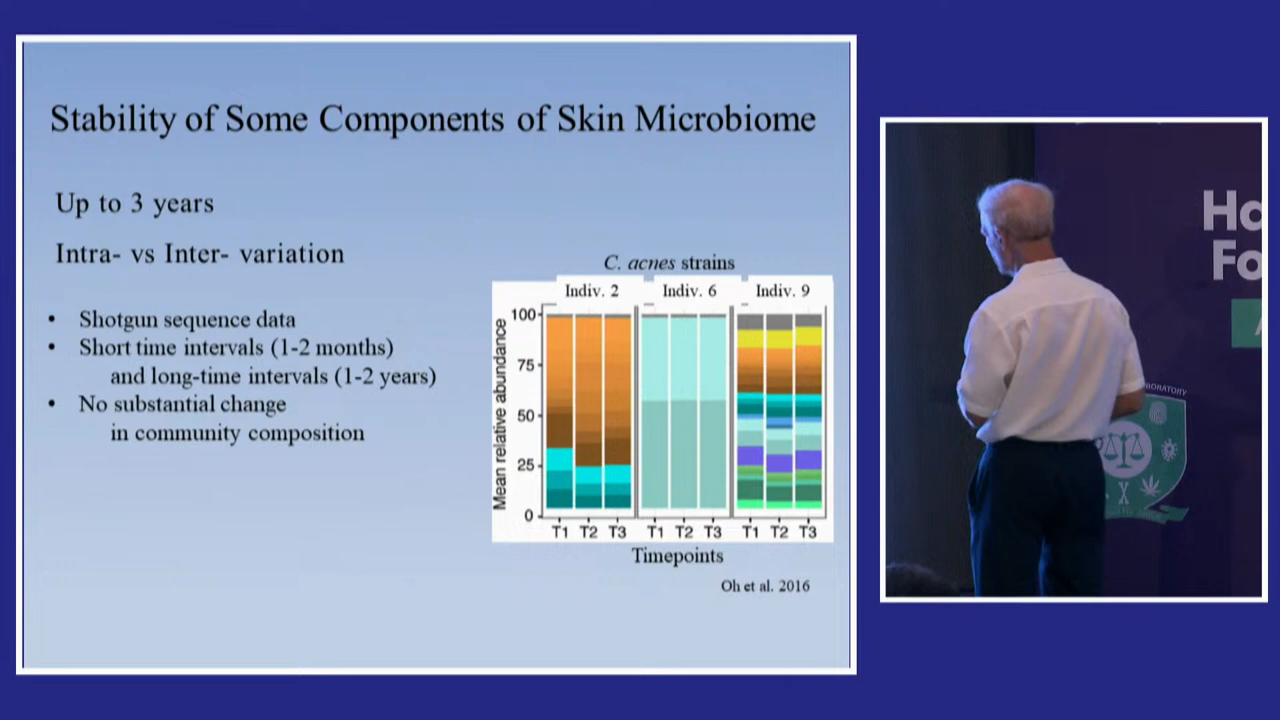 Stability of Some Components of Skin Microbiome
Up to 3 years
Intra- vs Inter- variation
• Shotgun sequence data
• Short time intervals (1-2 months)
and long-time intervals (1-2 years)
• No substantial change
in community composition
C. acnes strains
Indiv. 2 Indiv. 6 Indiv. 9
Mean relative abundance
100
75
50
25
0
T1 T2 T3 T1 T2 T3 T1 T2 T3
Timepoints
Oh et al. 2016
Ho
Fo
A